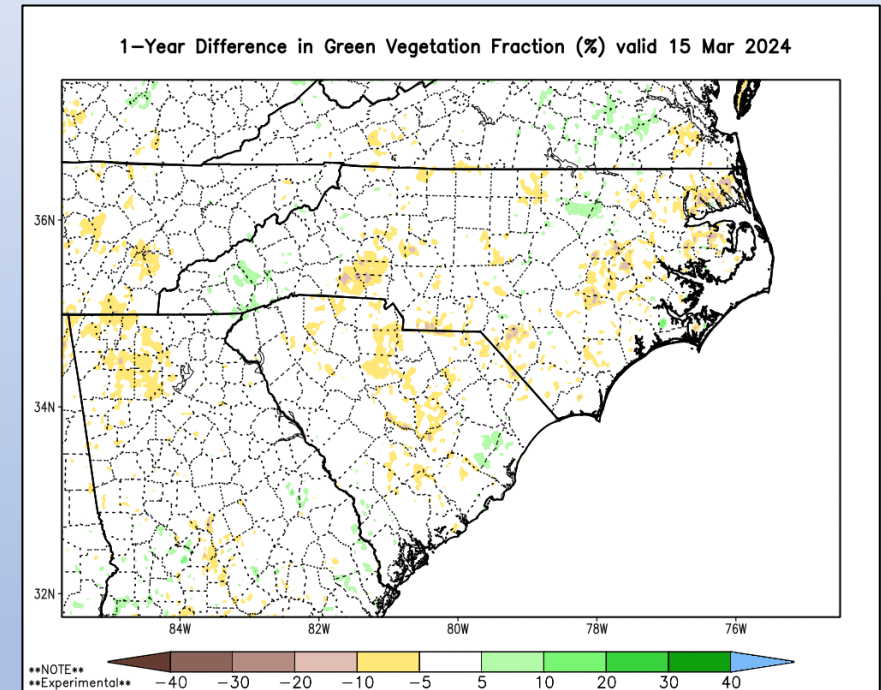 1-Year Difference in Green Vegetation Fraction (%) valid 15 Mar 2024
36N
34N
32N
84W 82W 80W 78W 76W
**NOTE**
**Experimental** -40 -30 -20 -10 -5 5 10 20 30 40